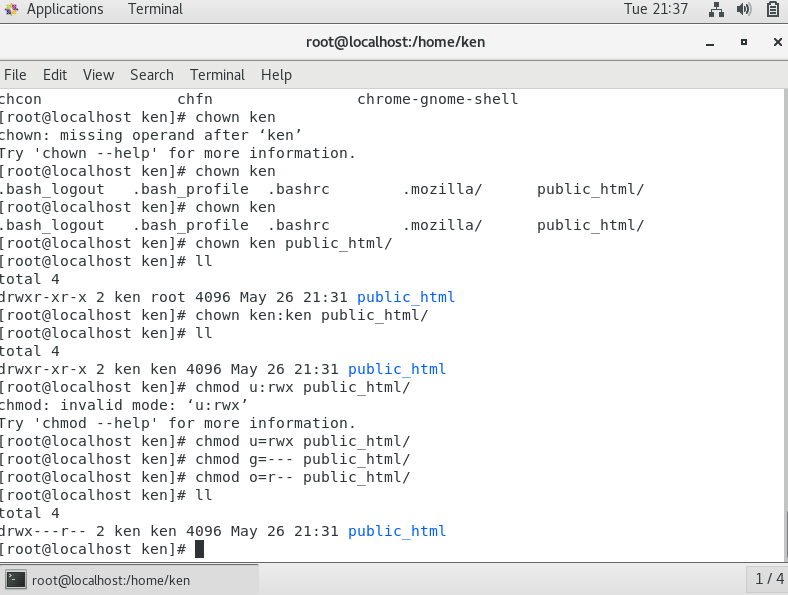 Applications Terminal Tue 21:37
root@localhost:/home/ken
File Edit View Search Terminal Help
chcon chfn chrome-gnome-shell
[root@localhost ken]# chown ken
chown: missing operand after ‘ken’
Try 'chown --help' for more information.
[root@localhost ken]# chown ken
.bash_logout .bash_profile .bashrc .mozilla/ public_html/
[root@localhost ken]# chown ken
.bash_logout .bash_profile .bashrc .mozilla/ public_html/
[root@localhost ken]# chown ken public_html/
[root@localhost ken]# ll
total 4
drwxr-xr-x 2 ken root 4096 May 26 21:31 public_html
[root@localhost ken]# chown ken:ken public_html/
[root@localhost ken]# ll
total 4
drwxr-xr-x 2 ken ken 4096 May 26 21:31 public_html
[root@localhost ken]# chmod u:rwx public_html/
chmod: invalid mode: ‘u:rwx’
Try 'chmod --help' for more information.
[root@localhost ken]# chmod u=rwx public_html/
[root@localhost ken]# chmod g=--- public_html/
[root@localhost ken]# chmod o=r-- public_html/
[root@localhost ken]# ll
total 4
drwx---r-- 2 ken ken 4096 May 26 21:31 public_html
[root@localhost ken]#
root@localhost:/home/ken 1 / 4